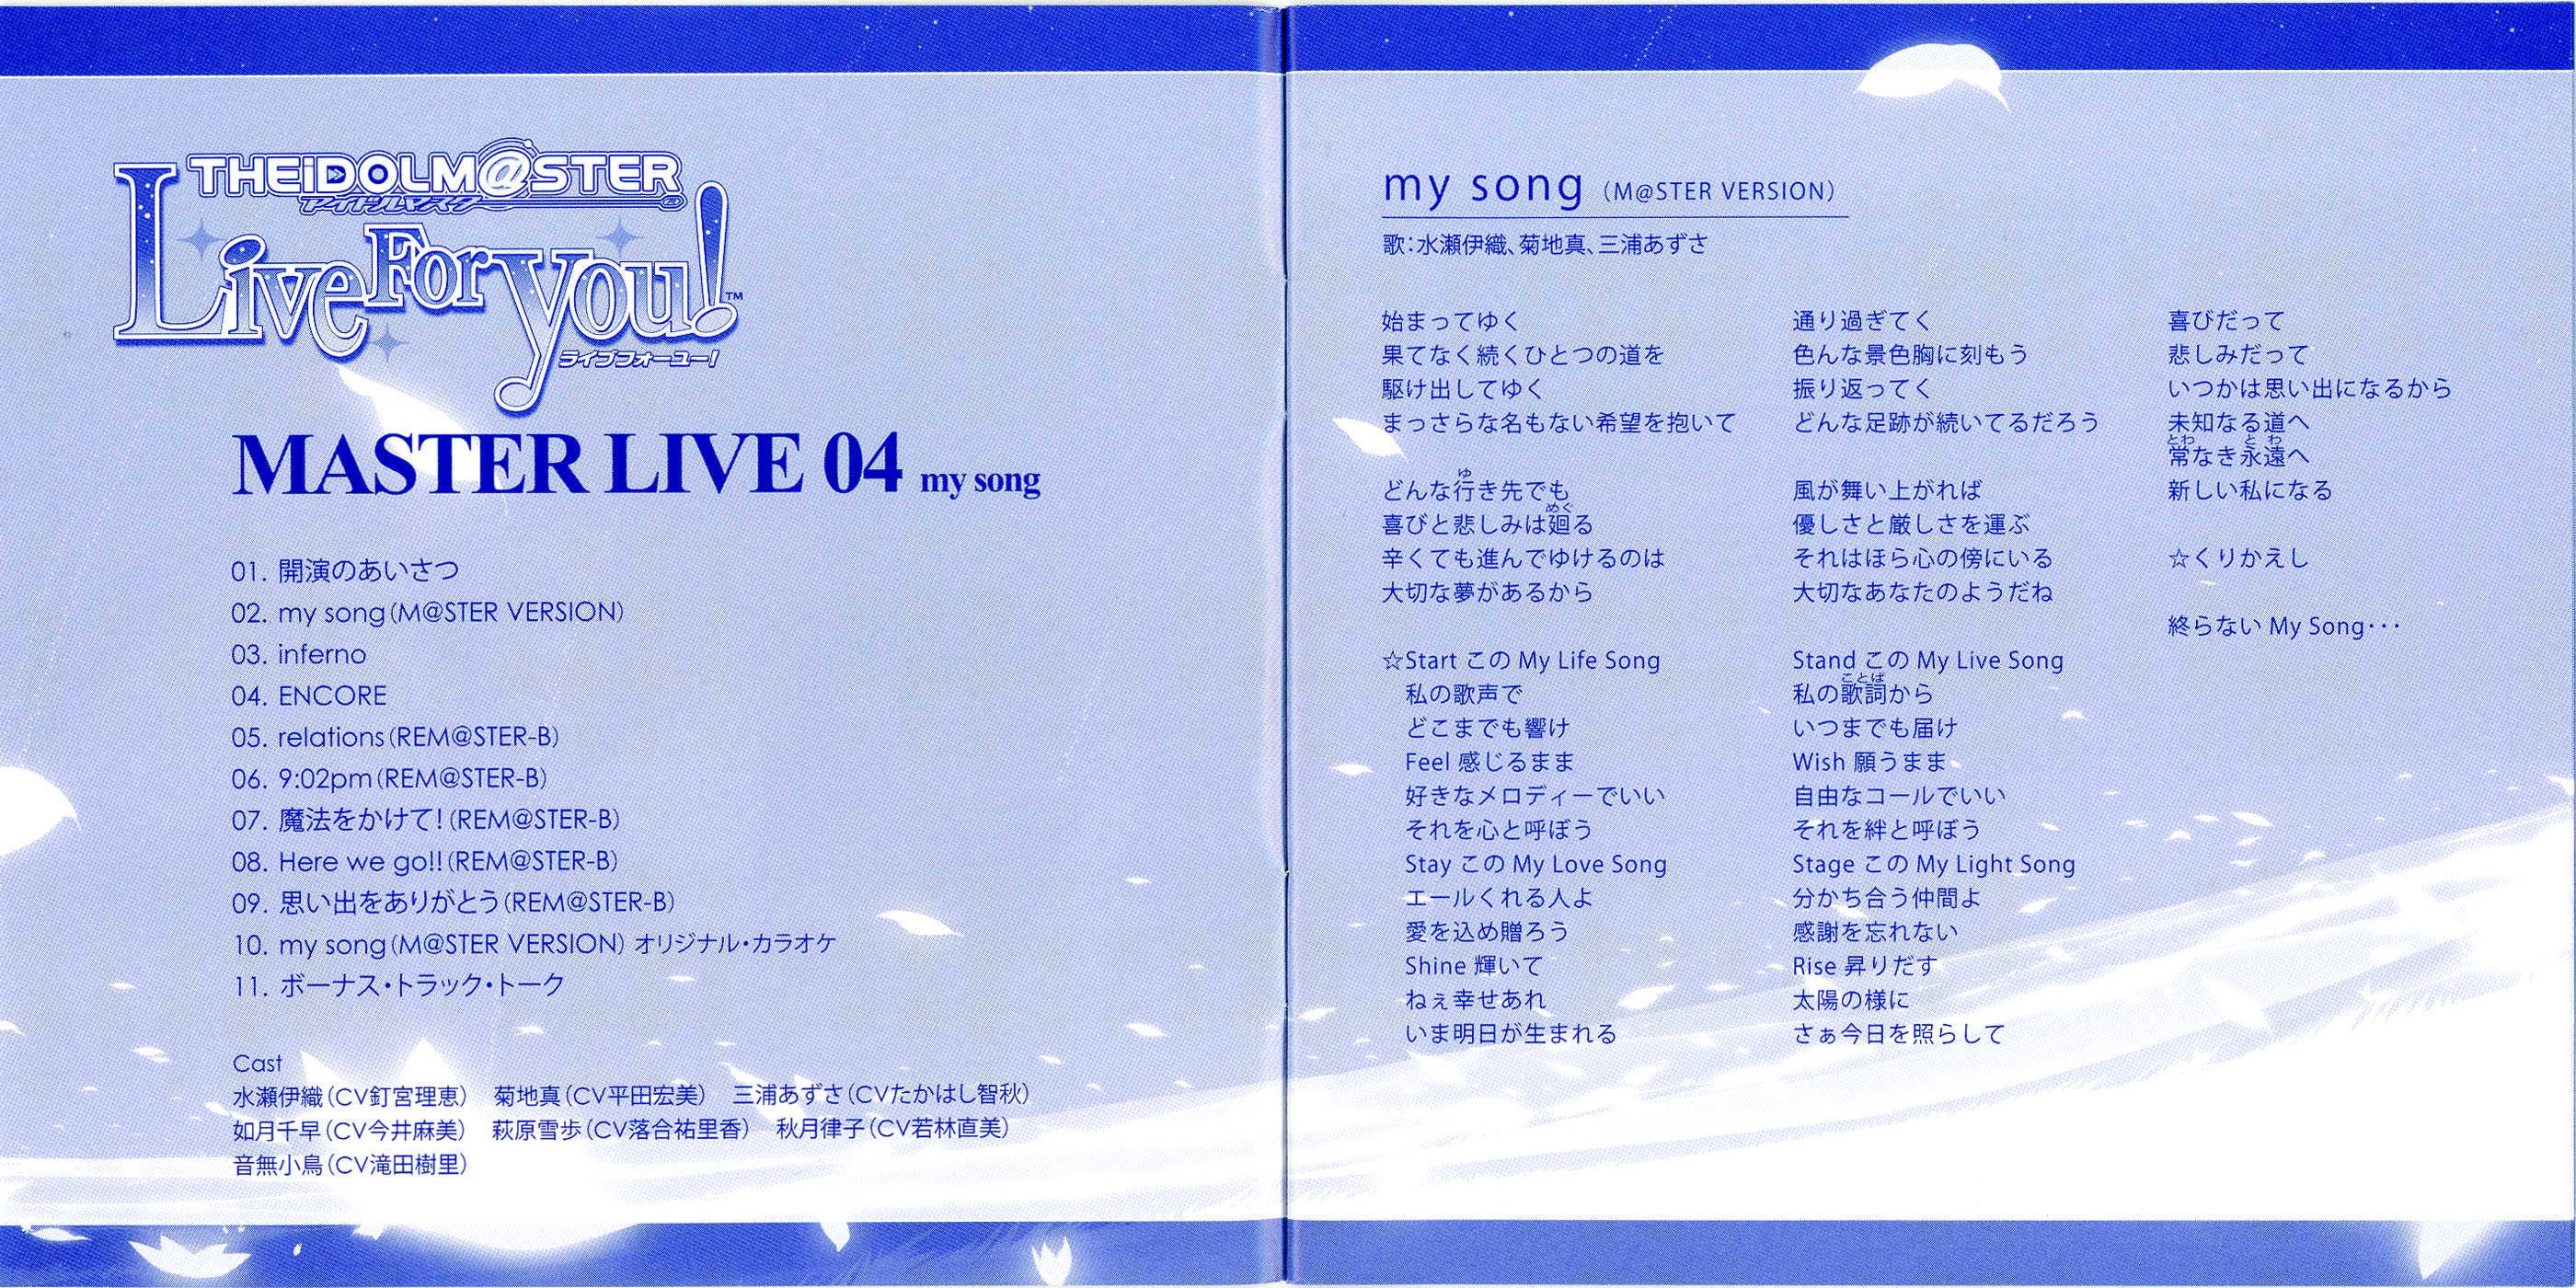 THE iDOLM@STER
アイドルマスター
Live For You!™
ライブフォーユー!
MASTER LIVE 04 my song
01. 開演のあいさつ
02. my song(M@STER VERSION)
03. inferno
04. ENCORE
05. relations(REM@STER-B)
06. 9:02pm(REM@STER-B)
07. 魔法をかけて!(REM@STER-B)
08. Here we go!!(REM@STER-B)
09. 思い出をありがとう(REM@STER-B)
10. my song(M@STER VERSION) オリジナル・カラオケ
11. ボーナス・トラック・トーク
Cast
水瀬伊織(CV釘宮理恵) 菊地真(CV平田宏美) 三浦あずさ(CVたかはし智秋)
如月千早(CV今井麻美) 萩原雪歩(CV落合祐里香) 秋月律子(CV若林直美)
音無小鳥(CV滝田樹里)
my song (M@STER VERSION)
歌:水瀬伊織、菊地真、三浦あずさ
始まってゆく
果てなく続くひとつの道を
駆け出してゆく
まっさらな名もない希望を抱いて
ゆ
どんな行き先でも
めぐ
喜びと悲しみは廻る
辛くても進んでゆけるのは
大切な夢があるから
☆Start この My Life Song
私の歌声で
どこまでも響け
Feel 感じるまま
好きなメロディーでいい
それを心と呼ぼう
Stay この My Love Song
エールくれる人よ
愛を込め贈ろう
Shine 輝いて
ねぇ幸せあれ
いま明日が生まれる
通り過ぎてく
色んな景色胸に刻もう
振り返ってく
どんな足跡が続いてるだろう
風が舞い上がれば
優しさと厳しさを運ぶ
それはほら心の傍にいる
大切なあなたのようだね
Stand この My Live Song
ことば
私の歌詞から
いつまでも届け
Wish 願うまま
自由なコールでいい
それを絆と呼ぼう
Stage この My Light Song
分かち合う仲間よ
感謝を忘れない
Rise 昇りだす
太陽の様に
さぁ今日を照らして
喜びだって
悲しみだって
いつかは思い出になるから
未知なる道へ
とわ とわ
常なき永遠へ
新しい私になる
☆くりかえし
終らない My Song・・・